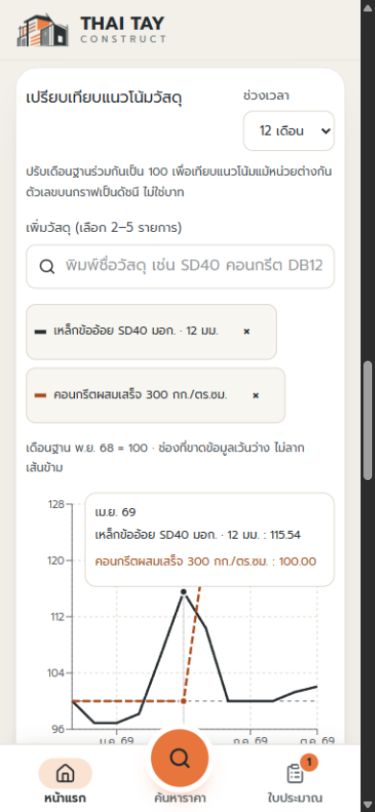 THAI TAY
CONSTRUCT
เปรียบเทียบแนวโน้มวัสดุ
ช่วงเวลา
12 เดือน
ปรับเดือนฐานร่วมกันเป็น 100 เพื่อเทียบแนวโน้มแม้หน่วยต่างกัน
ตัวเลขบนกราฟเป็นดัชนี ไม่ใช่บาท
เพิ่มวัสดุ (เลือก 2–5 รายการ)
พิมพ์ชื่อวัสดุ เช่น SD40 คอนกรีต DB12
เหล็กข้ออ้อย SD40 มอก. · 12 มม. ×
คอนกรีตผสมเสร็จ 300 กก./ตร.ซม. ×
เดือนฐาน พ.ย. 68 = 100 · ช่องที่ขาดข้อมูลเว้นว่าง ไม่ลาก
เส้นข้าม
128
เม.ย. 69
เหล็กข้ออ้อย SD40 มอก. · 12 มม. : 115.54
120
คอนกรีตผสมเสร็จ 300 กก./ตร.ซม. : 100.00
112
104
96
ม.ค. 69
ก.ค. 69
ต.ค. 69
1
หน้าแรก
ค้นหาราคา
ใบประมาณ